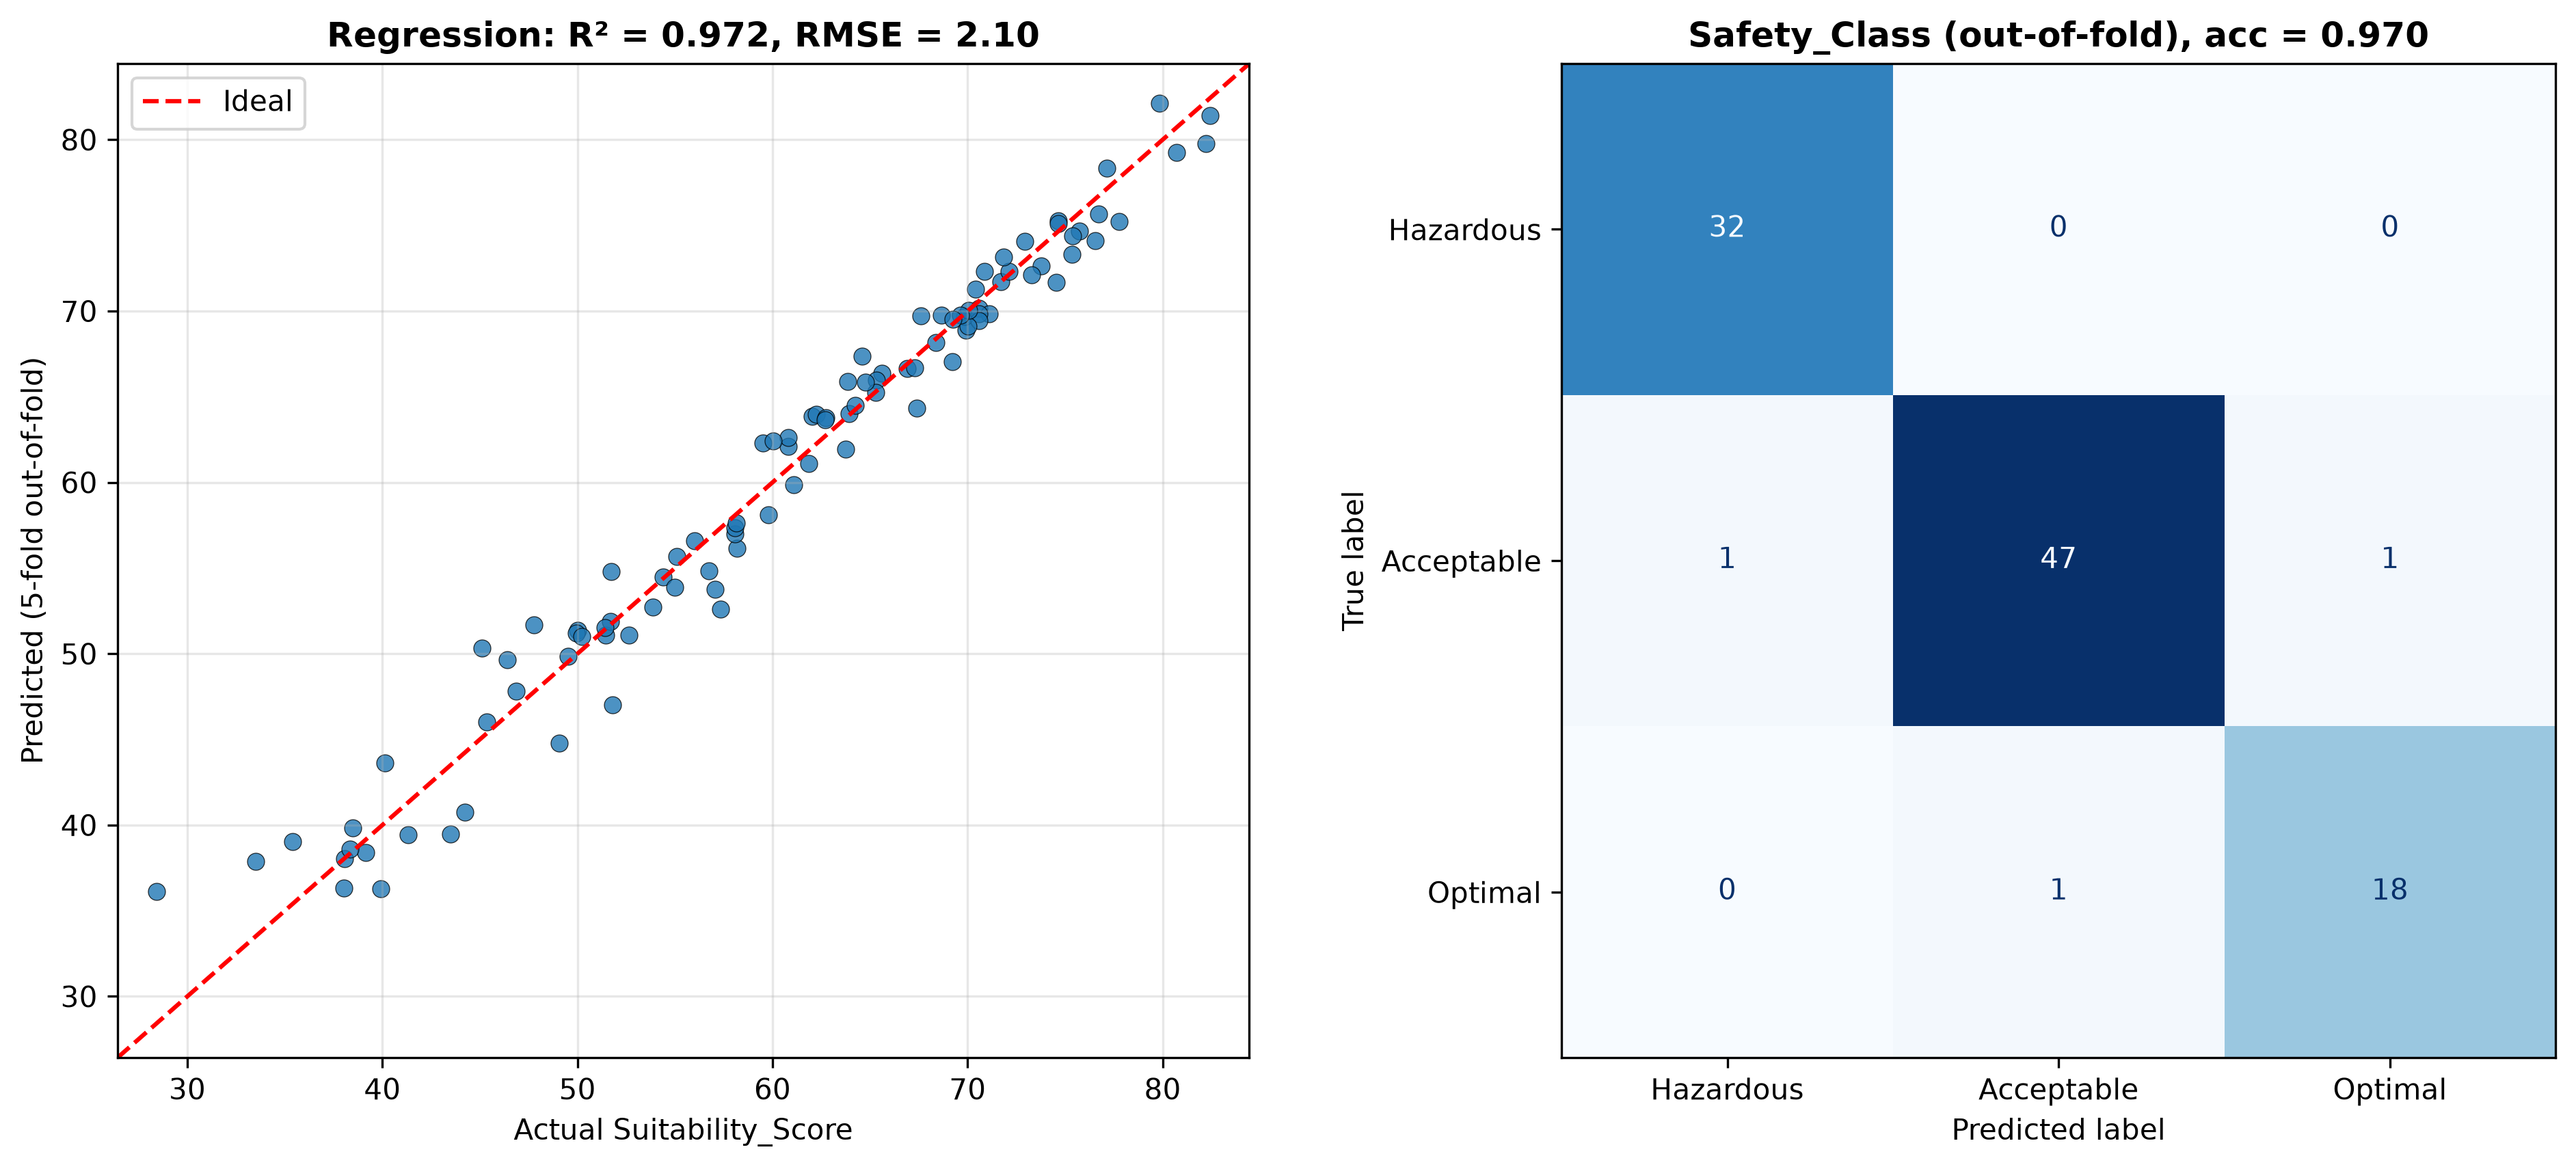 Regression: R² = 0.972, RMSE = 2.10
Ideal
80
70
60
50
40
30
Predicted (5-fold out-of-fold)
30 40 50 60 70 80
Actual Suitability_Score
Safety_Class (out-of-fold), acc = 0.970
True label
Hazardous 32 0 0
Acceptable 1 47 1
Optimal 0 1 18
Hazardous Acceptable Optimal
Predicted label